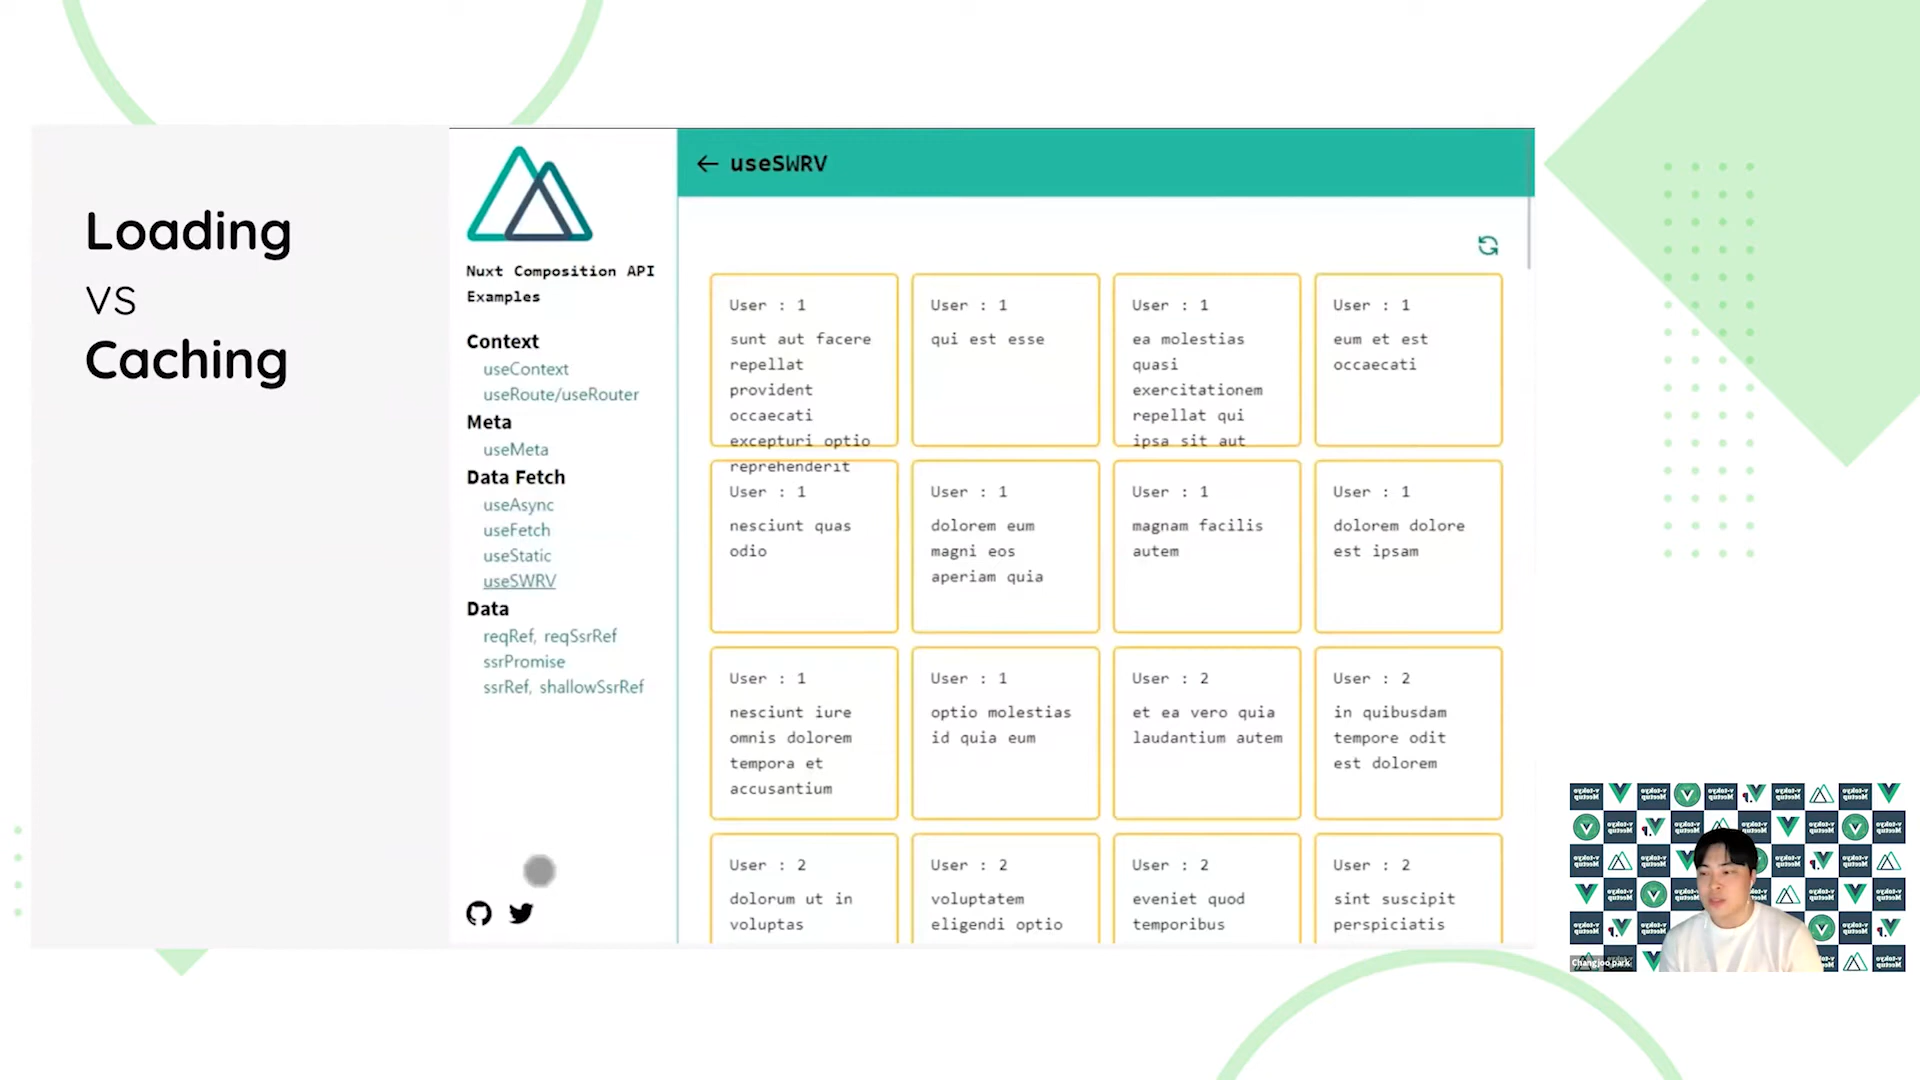 Loading
vs
Caching
Nuxt Composition API
Examples
Context
useContext
useRoute/useRouter
Meta
useMeta
Data Fetch
useAsync
useFetch
useStatic
useSWRV
Data
reqRef, reqSsrRef
ssrPromise
ssrRef, shallowSsrRef
← useSWRV
User : 1
sunt aut facere
repellat
provident
occaecati
excepturi optio
reprehenderit
User : 1
qui est esse
User : 1
ea molestias
quasi
exercitationem
repellat qui
ipsa sit aut
User : 1
eum et est
occaecati
User : 1
nesciunt quas
odio
User : 1
dolorem eum
magni eos
aperiam quia
User : 1
magnam facilis
autem
User : 1
dolorem dolore
est ipsam
User : 1
nesciunt iure
omnis dolorem
tempora et
accusantium
User : 1
optio molestias
id quia eum
User : 2
et ea vero quia
laudantium autem
User : 2
in quibusdam
tempore odit
est dolorem
User : 2
dolorum ut in
voluptas
User : 2
voluptatem
eligendi optio
User : 2
eveniet quod
temporibus
User : 2
sint suscipit
perspiciatis
Changjoo park